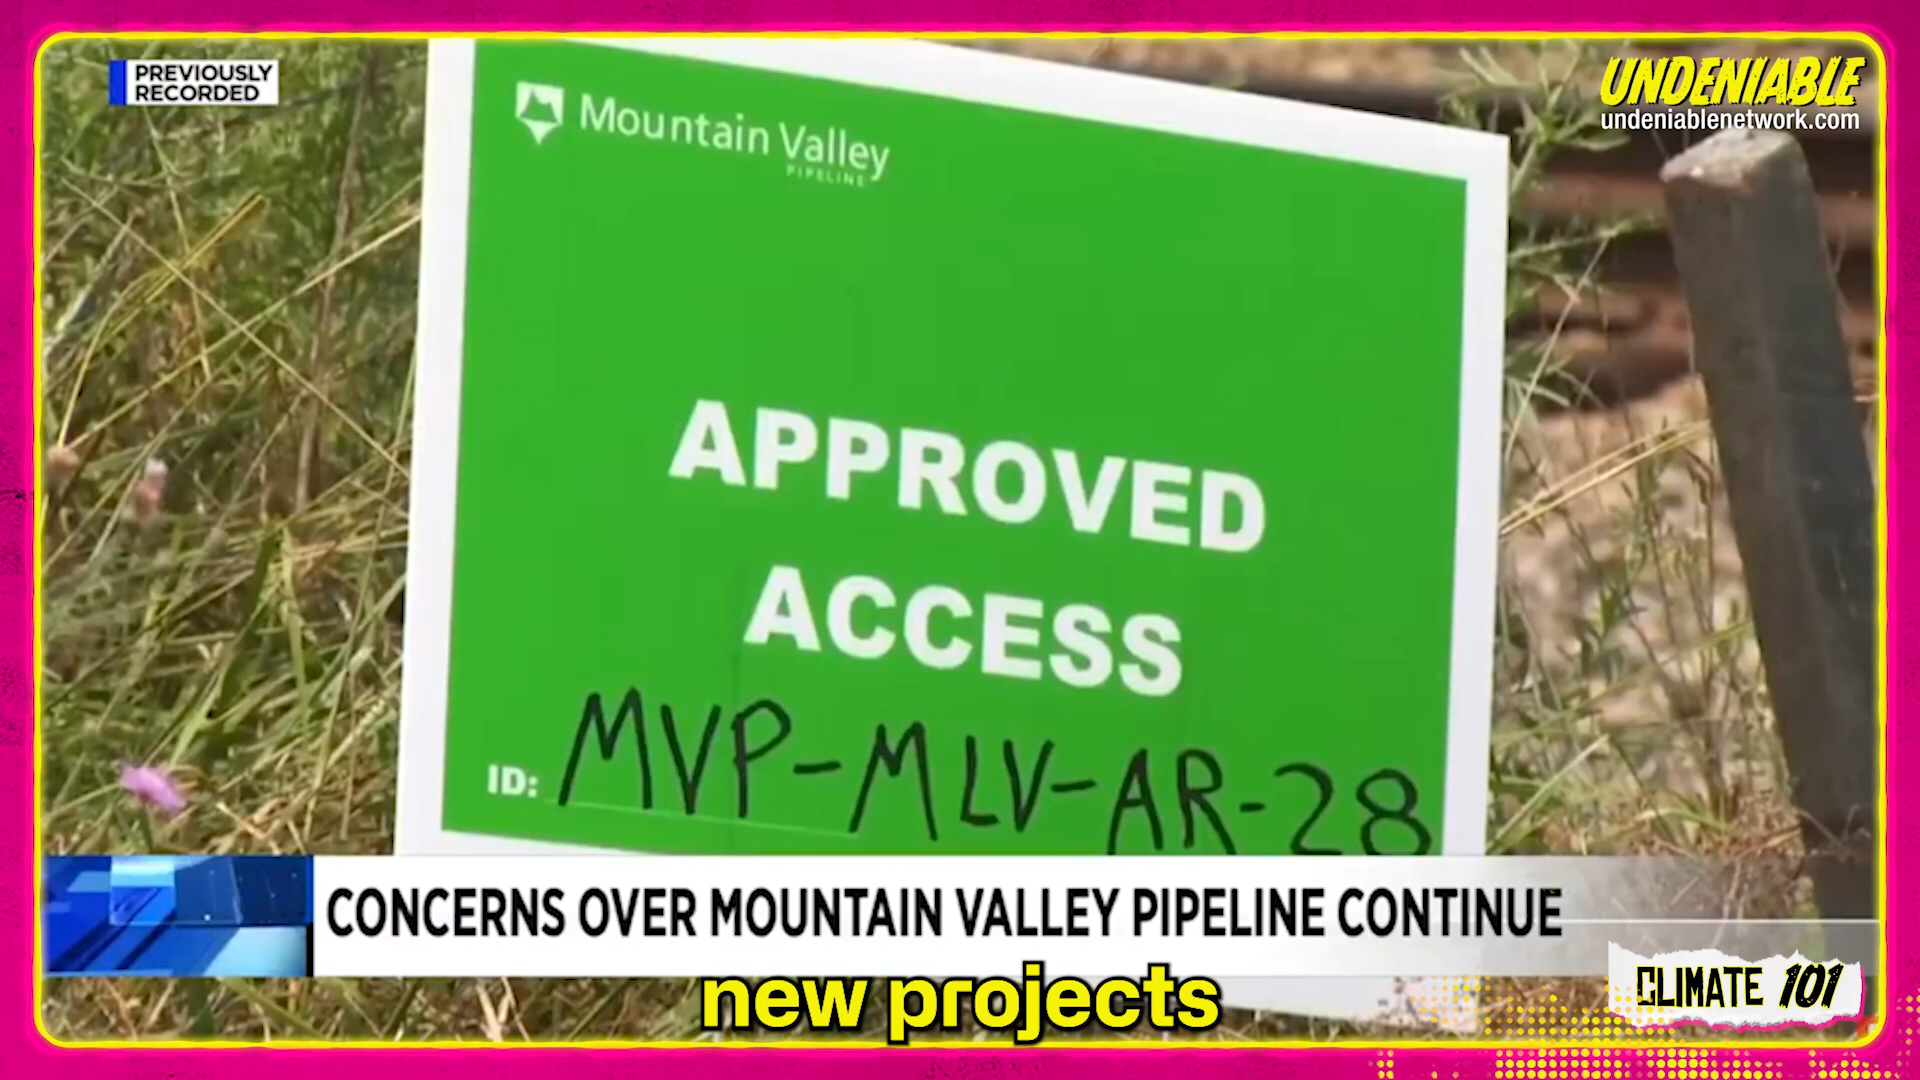 PREVIOUSLY
RECORDED
UNDENIABLE
undeniablenetwork.com
Mountain Valley
PIPELINE
APPROVED
ACCESS
ID: MVP-MLV-AR-28
CONCERNS OVER MOUNTAIN VALLEY PIPELINE CONTINUE
new projects
CLIMATE 101